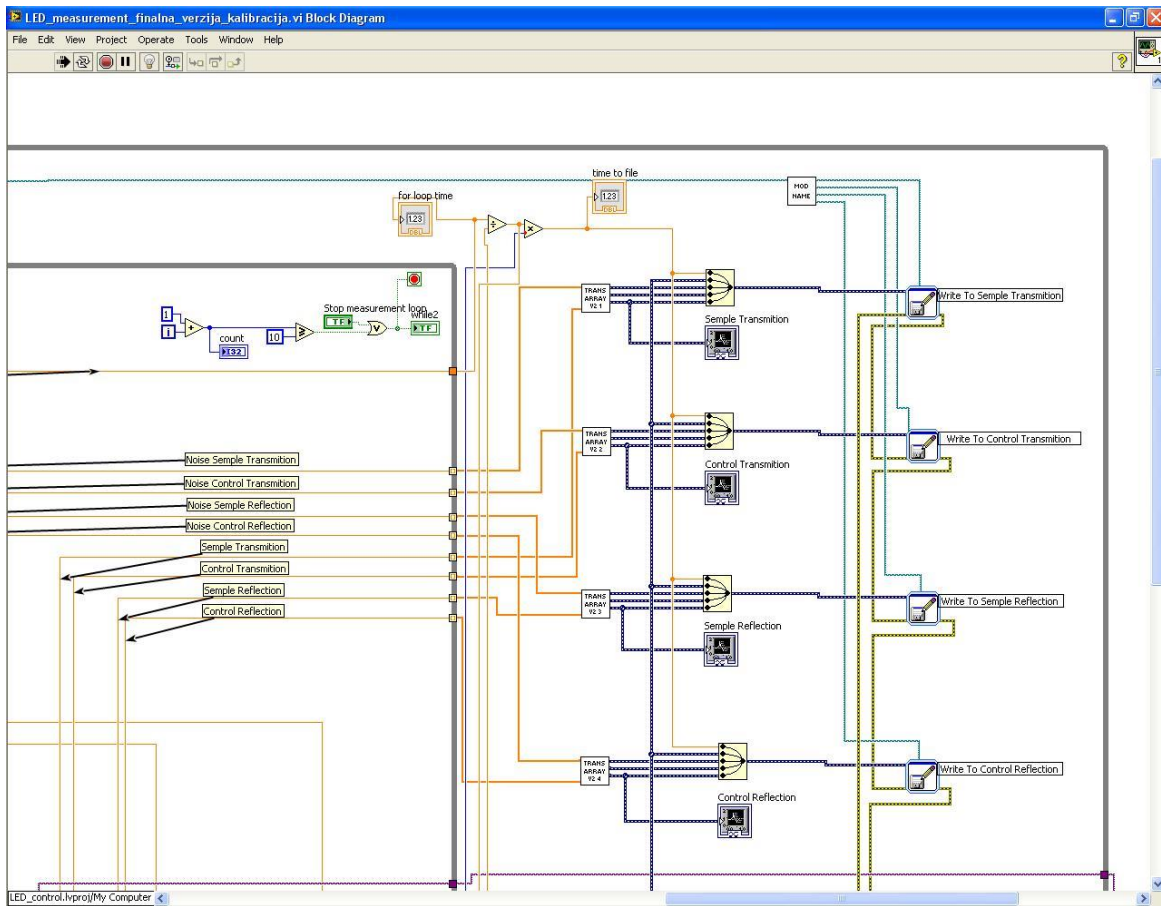 LED_measurement_finalna_verzija_kalibracija.vi Block Diagram
File Edit View Project Operate Tools Window Help
time to file
1.23
MOD NAME
for loop time
1.23
Stop measurement loop
TF
while2
TF
1
i
count
I32
10
TRANS ARRAY V2 1
Semple Transmition
Write To Semple Transmition
TRANS ARRAY V2 2
Control Transmition
Write To Control Transmition
Noise Semple Transmition
Noise Control Transmition
Noise Semple Reflection
Noise Control Reflection
Semple Transmition
Control Transmition
Semple Reflection
Control Reflection
TRANS ARRAY V2 3
Semple Reflection
Write To Semple Reflection
TRANS ARRAY V2 4
Control Reflection
Write To Control Reflection
LED_control.lvproj/My Computer